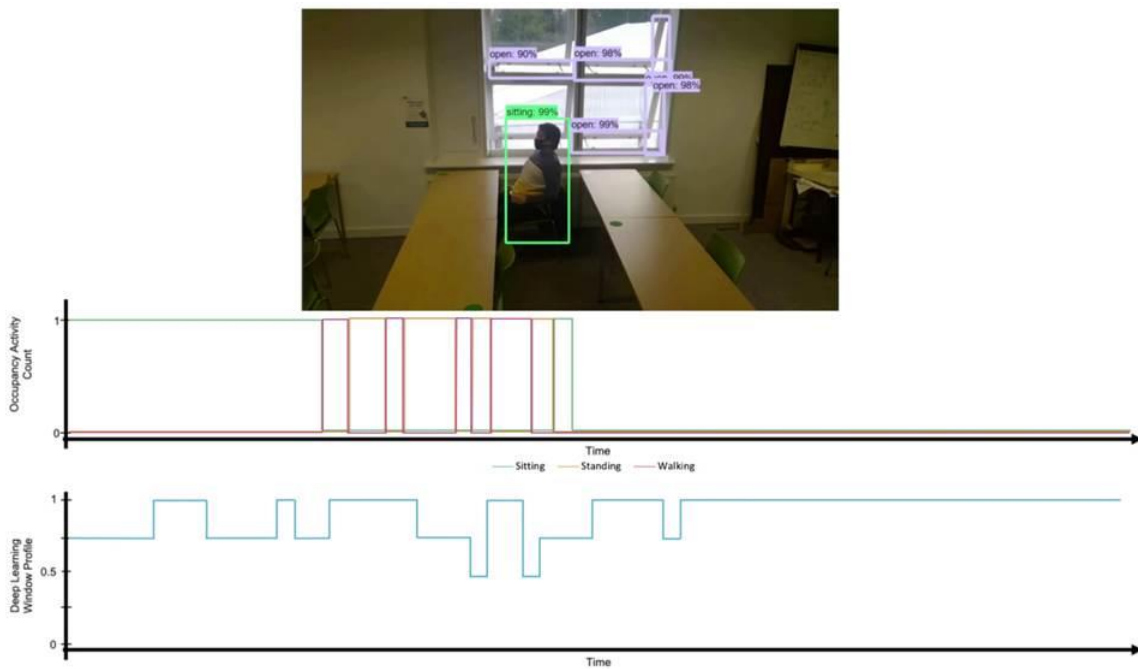 open: 90% open: 98%
open: 98%
sitting: 99%
open: 99%
Occupancy Activity
Count
1
0
Time
Sitting Standing Walking
Deep Learning
Window Profile
1
0.5
0
Time